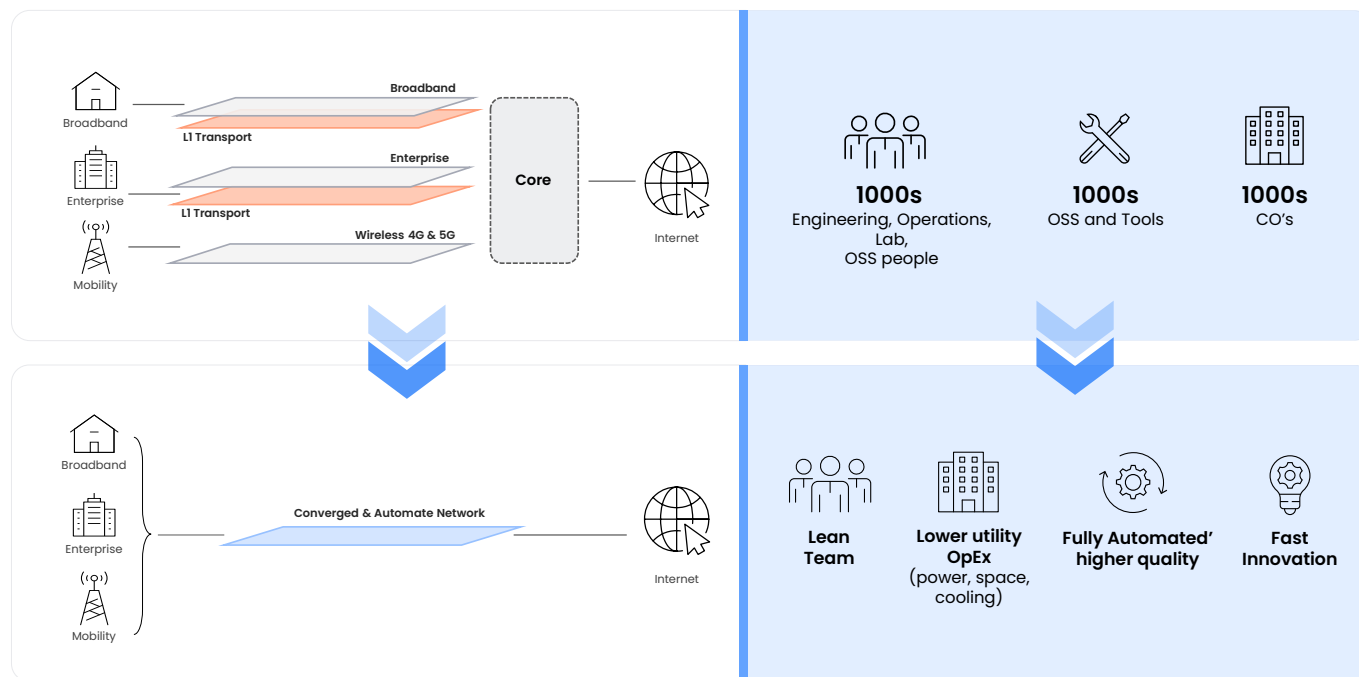 Broadband
Broadband
L1 Transport
Enterprise
Enterprise
L1 Transport
Wireless 4G & 5G
Mobility
Core
Internet
1000s
Engineering, Operations,
Lab,
OSS people
1000s
OSS and Tools
1000s
CO’s
Broadband
Enterprise
Mobility
Converged & Automate Network
Internet
Lean
Team
Lower utility
OpEx
(power, space,
cooling)
Fully Automated’
higher quality
Fast
Innovation